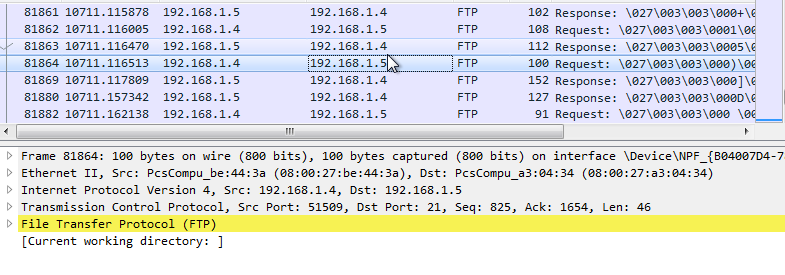 81861 10711.115878 192.168.1.5 192.168.1.4 FTP 102 Response: \027\003\003\000+\0
81862 10711.116005 192.168.1.4 192.168.1.5 FTP 108 Request: \027\003\003\0001\00
81863 10711.116470 192.168.1.5 192.168.1.4 FTP 112 Response: \027\003\003\0005\0
81864 10711.116513 192.168.1.4 192.168.1.5 FTP 100 Request: \027\003\003\000)\00
81869 10711.117809 192.168.1.5 192.168.1.4 FTP 152 Response: \027\003\003\000]\0
81880 10711.157342 192.168.1.5 192.168.1.4 FTP 127 Response: \027\003\003\000D\0
81882 10711.162138 192.168.1.4 192.168.1.5 FTP 91 Request: \027\003\003\000 \00
Frame 81864: 100 bytes on wire (800 bits), 100 bytes captured (800 bits) on interface \Device\NPF_{B04007D4-7
Ethernet II, Src: PcsCompu_be:44:3a (08:00:27:be:44:3a), Dst: PcsCompu_a3:04:34 (08:00:27:a3:04:34)
Internet Protocol Version 4, Src: 192.168.1.4, Dst: 192.168.1.5
Transmission Control Protocol, Src Port: 51509, Dst Port: 21, Seq: 825, Ack: 1654, Len: 46
File Transfer Protocol (FTP)
[Current working directory: ]